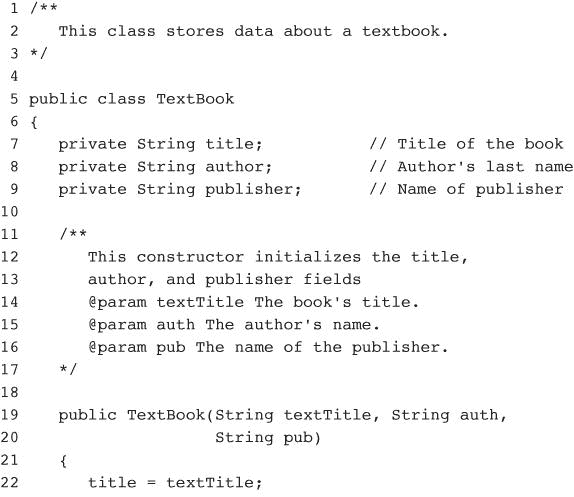 1 /**
2    This class stores data about a textbook.
3 */
4
5 public class TextBook
6 {
7    private String title;           // Title of the book
8    private String author;          // Author's last name
9    private String publisher;       // Name of publisher
10
11    /**
12       This constructor initializes the title,
13       author, and publisher fields
14       @param textTitle The book's title.
15       @param auth The author's name.
16       @param pub The name of the publisher.
17    */
18
19    public TextBook(String textTitle, String auth,
20                    String pub)
21    {
22       title = textTitle;